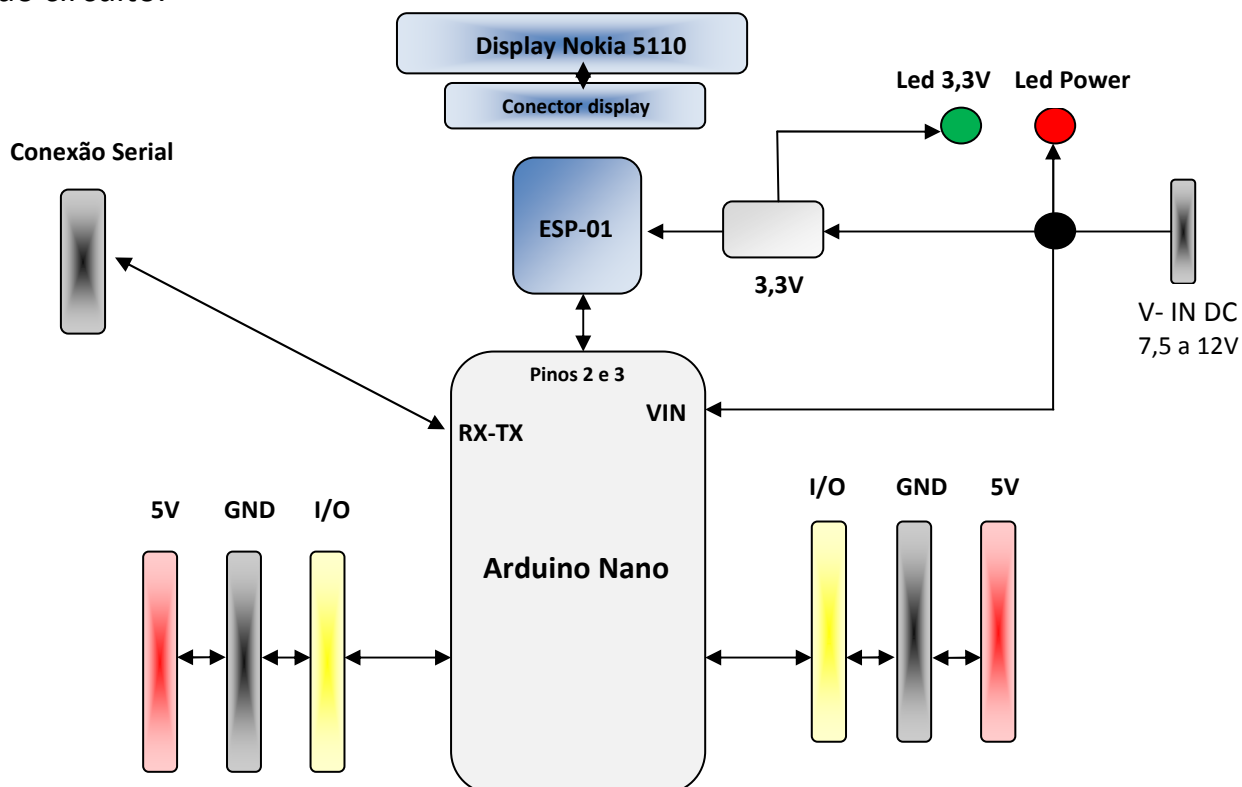 Display Nokia 5110
Conector display
Led 3,3V
Led Power
Conexão Serial
ESP-01
3,3V
V- IN DC
7,5 a 12V
Pinos 2 e 3
VIN
RX-TX
5V
GND
I/O
I/O
GND
5V
Arduino Nano